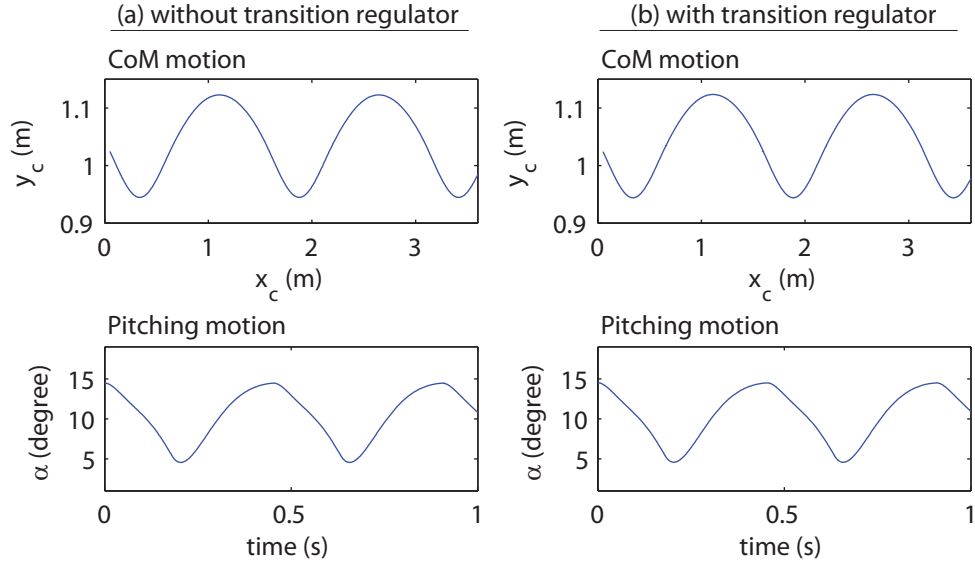 (a) without transition regulator
(b) with transition regulator
CoM motion
CoM motion
1.1
1
0.9
y_c (m)
0 1 2 3
x_c (m)
1.1
1
0.9
y_c (m)
0 1 2 3
x_c (m)
Pitching motion
Pitching motion
15
10
5
α (degree)
0 0.5 1
time (s)
15
10
5
α (degree)
0 0.5 1
time (s)